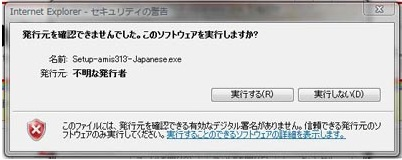 Internet Explorer - セキュリティの警告
発行元を確認できませんでした。このソフトウェアを実行しますか?
名前: Setup-amis313-Japanese.exe
発行元: 不明な発行者
実行する(R) 実行しない(D)
このファイルには、発行元を確認できる有効なデジタル署名がありません。信頼できる発行元のソ
フトウェアのみ実行してください。実行することのできるソフトウェアの詳細を表示します。